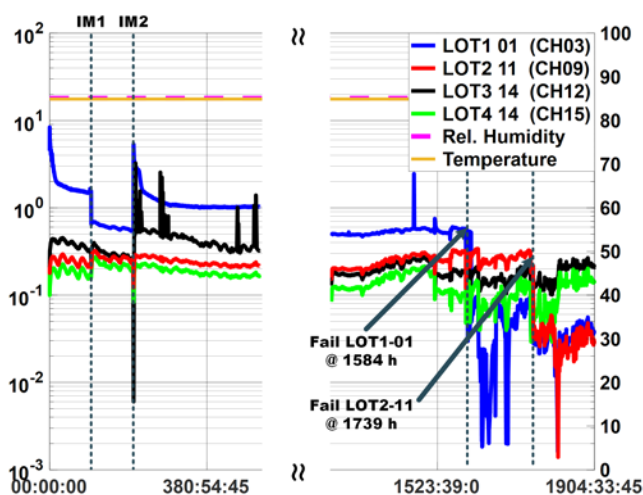 IM1 IM2
10²
10¹
10⁰
10⁻¹
10⁻²
10⁻³
00:00:00
380:54:45
≈
≈
LOT1 01 (CH03)
LOT2 11 (CH09)
LOT3 14 (CH12)
LOT4 14 (CH15)
Rel. Humidity
Temperature
Fail LOT1-01
@ 1584 h
Fail LOT2-11
@ 1739 h
1523:39:0
1904:33:45
100
90
80
70
60
50
40
30
20
10
0